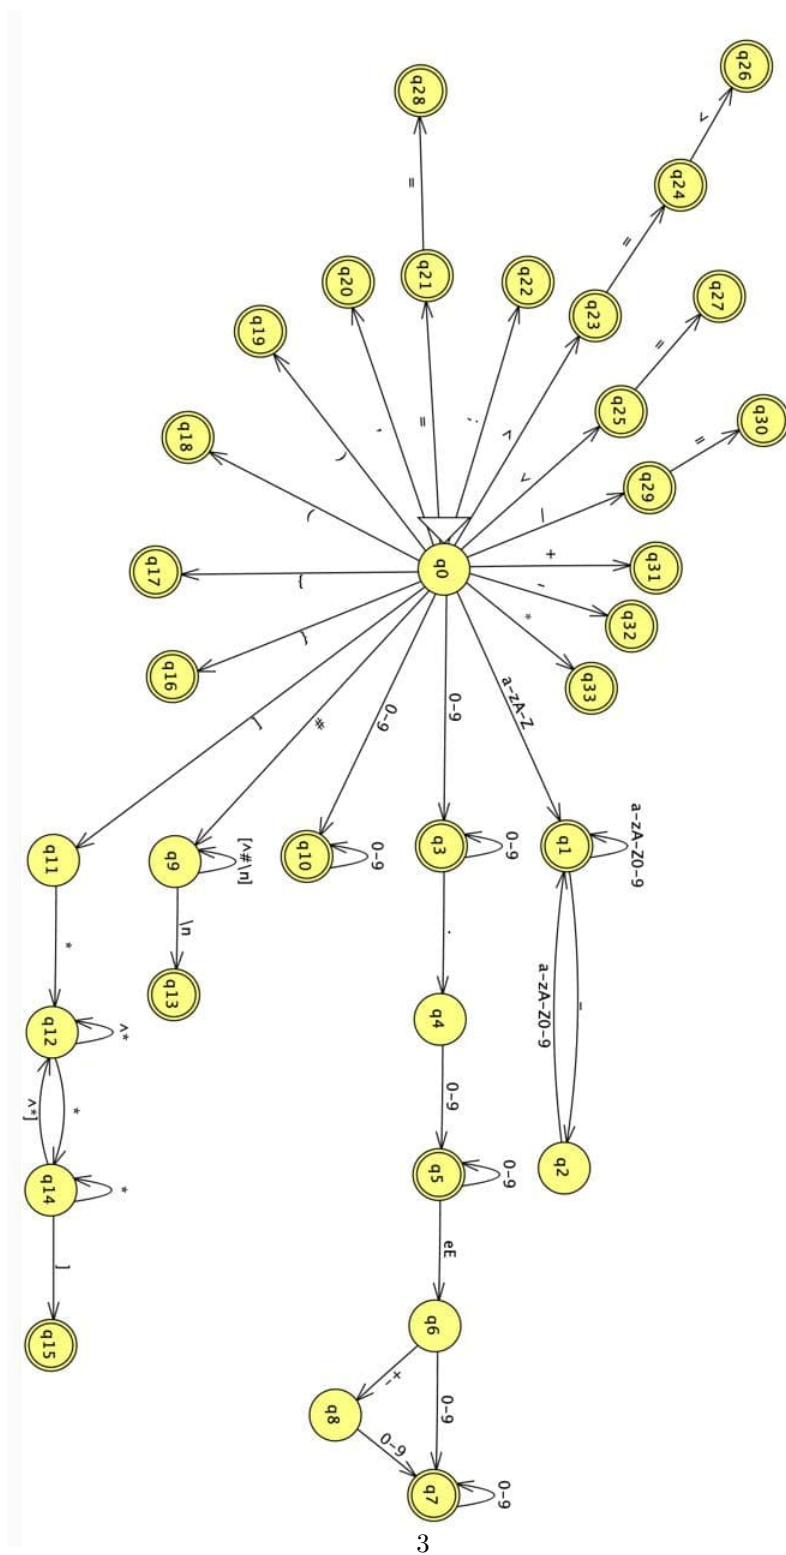 q26
>
q24
=
q23
<
q28
=
q21
=
q20
,
q19
(
q18
)
q17
{
q16
}
q22
;
q27
=
q25
>
q30
=
q29
q31
+
q32
-
q33
*
q0
a-zA-Z
0-9
0-9
#
[
q1
a-zA-Z0-9
_
a-zA-Z0-9
q2
q3
0-9
.
q4
0-9
q5
0-9
eE
q6
0-9
+-
q8
0-9
q7
0-9
q10
0-9
q9
[^#\n]
\n
q13
q11
*
q12
^*
*
^*]
q14
*
]
q15
3